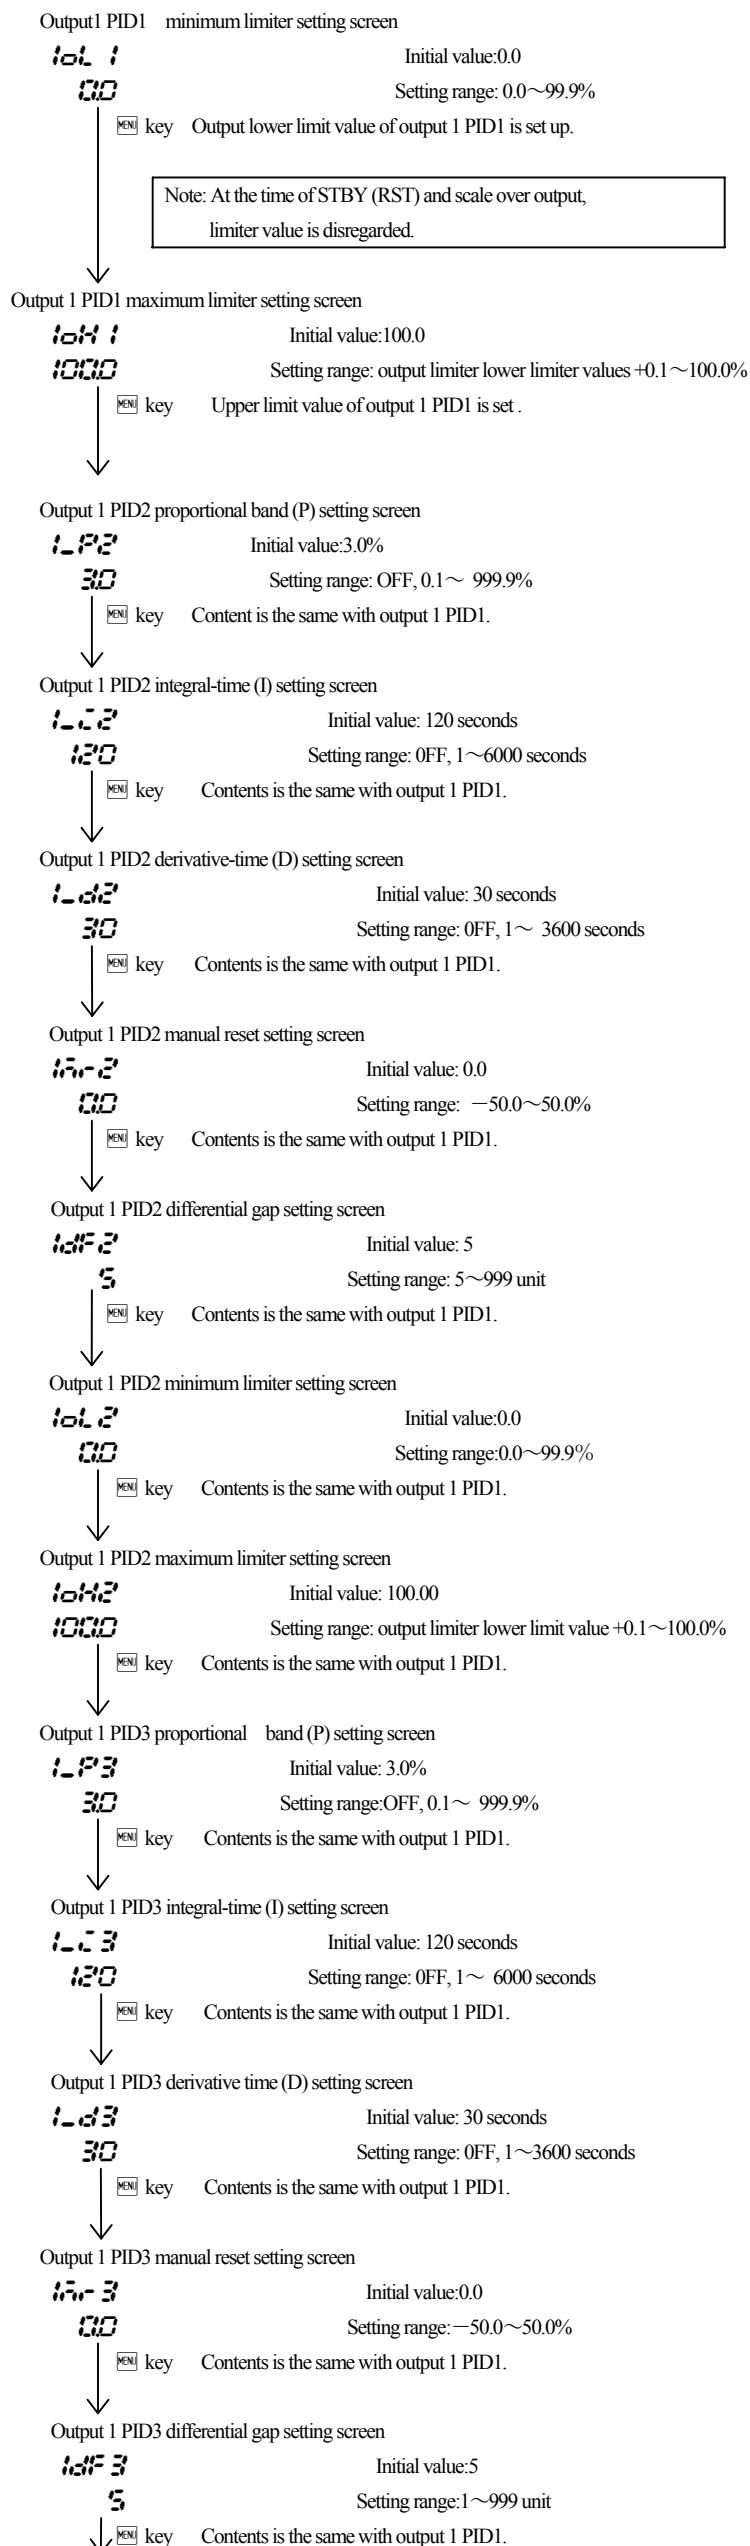 Output1 PID1 minimum limiter setting screen
1oL 1 Initial value:0.0
0.0 Setting range: 0.0～99.9%
MENU key Output lower limit value of output 1 PID1 is set up.
Note: At the time of STBY (RST) and scale over output,
limiter value is disregarded.
Output 1 PID1 maximum limiter setting screen
1oH 1 Initial value:100.0
100.0 Setting range: output limiter lower limiter values +0.1～100.0%
MENU key Upper limit value of output 1 PID1 is set .
Output 1 PID2 proportional band (P) setting screen
1_P2 Initial value:3.0%
3.0 Setting range: OFF, 0.1～ 999.9%
MENU key Content is the same with output 1 PID1.
Output 1 PID2 integral-time (I) setting screen
1_i2 Initial value: 120 seconds
120 Setting range: 0FF, 1～6000 seconds
MENU key Contents is the same with output 1 PID1.
Output 1 PID2 derivative-time (D) setting screen
1_d2 Initial value: 30 seconds
30 Setting range: 0FF, 1～ 3600 seconds
MENU key Contents is the same with output 1 PID1.
Output 1 PID2 manual reset setting screen
1mr2 Initial value: 0.0
0.0 Setting range: －50.0～50.0%
MENU key Contents is the same with output 1 PID1.
Output 1 PID2 differential gap setting screen
1dF2 Initial value: 5
5 Setting range: 5～999 unit
MENU key Contents is the same with output 1 PID1.
Output 1 PID2 minimum limiter setting screen
1oL2 Initial value:0.0
0.0 Setting range:0.0～99.9%
MENU key Contents is the same with output 1 PID1.
Output 1 PID2 maximum limiter setting screen
1oH2 Initial value: 100.00
100.0 Setting range: output limiter lower limit value +0.1～100.0%
MENU key Contents is the same with output 1 PID1.
Output 1 PID3 proportional band (P) setting screen
1_P3 Initial value: 3.0%
3.0 Setting range:OFF, 0.1～ 999.9%
MENU key Contents is the same with output 1 PID1.
Output 1 PID3 integral-time (I) setting screen
1_i3 Initial value: 120 seconds
120 Setting range: 0FF, 1～ 6000 seconds
MENU key Contents is the same with output 1 PID1.
Output 1 PID3 derivative time (D) setting screen
1_d3 Initial value: 30 seconds
30 Setting range: 0FF, 1～3600 seconds
MENU key Contents is the same with output 1 PID1.
Output 1 PID3 manual reset setting screen
1mr3 Initial value:0.0
0.0 Setting range:－50.0～50.0%
MENU key Contents is the same with output 1 PID1.
Output 1 PID3 differential gap setting screen
1dF3 Initial value:5
5 Setting range:1～999 unit
MENU key Contents is the same with output 1 PID1.